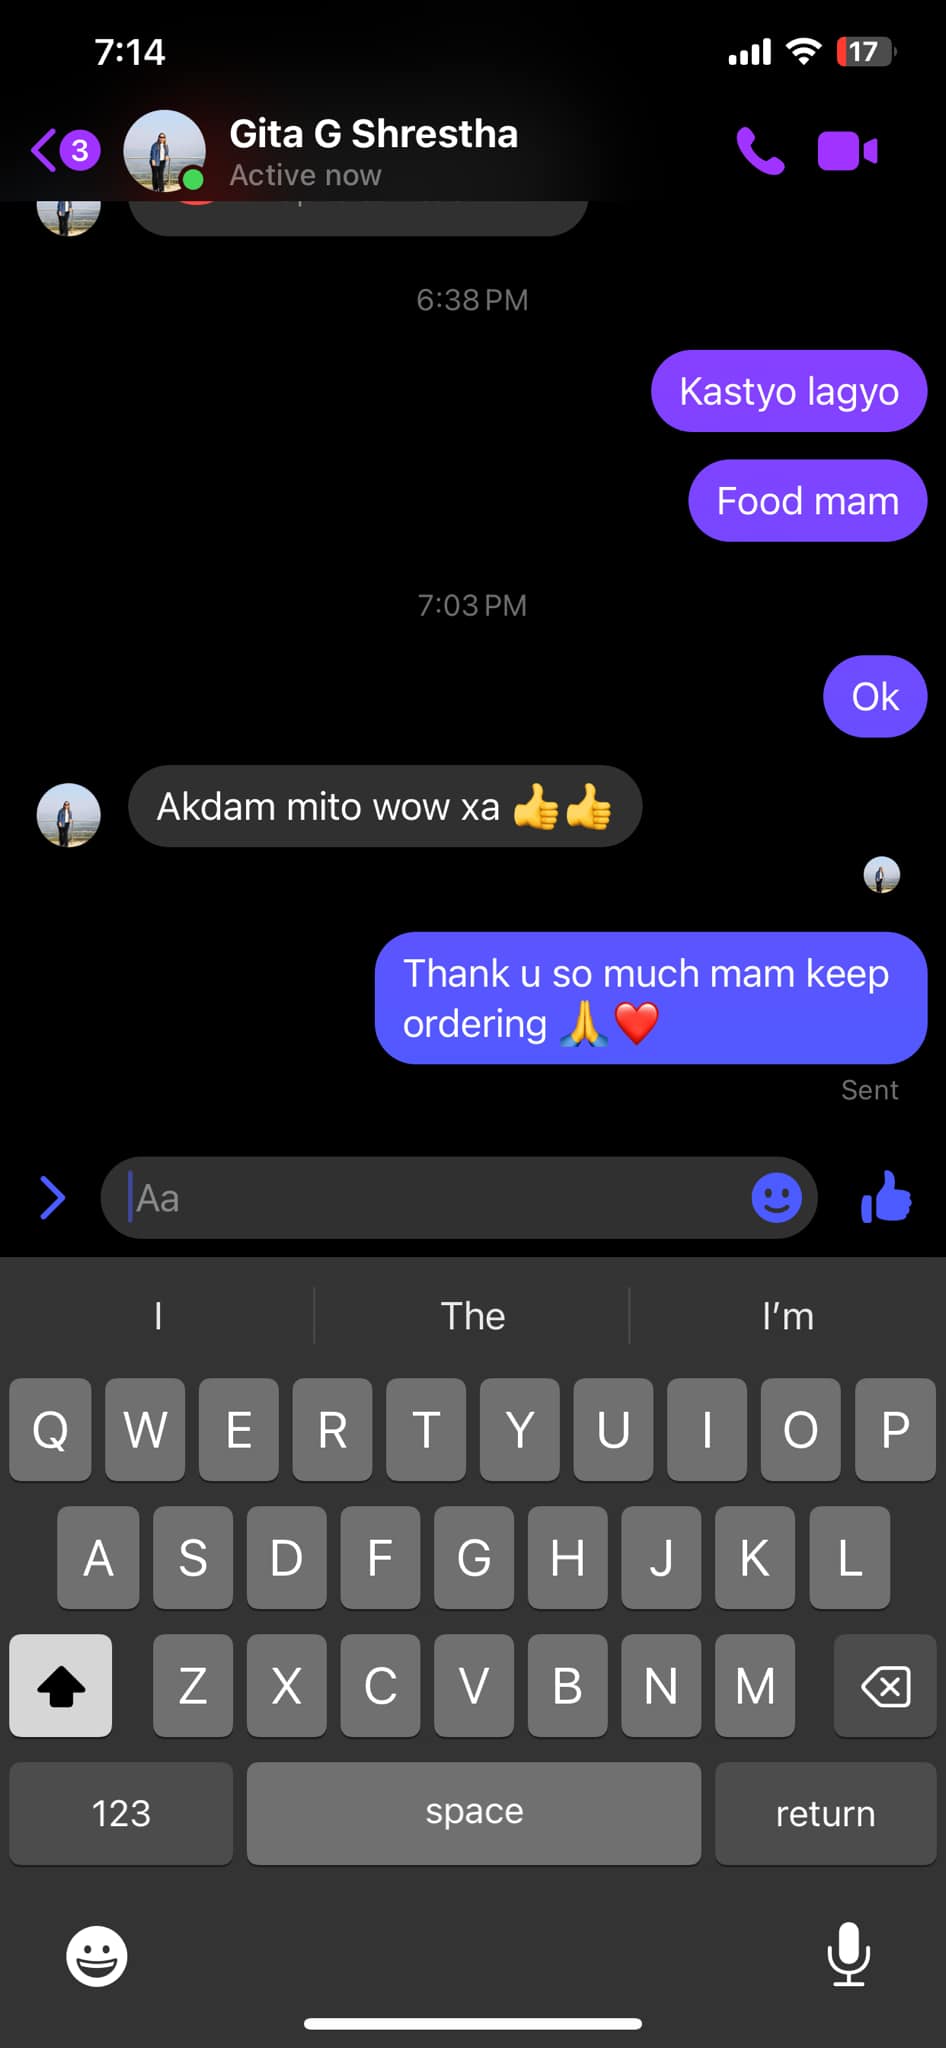 7:14
17
3
Gita G Shrestha
Active now
6:38 PM
Kastyo lagyo
Food mam
7:03 PM
Ok
Akdam mito wow xa 👍👍
Thank u so much mam keep
ordering 🙏❤️
Sent
Aa
I The I'm
Q W E R T Y U I O P
A S D F G H J K L
Z X C V B N M
123 space return